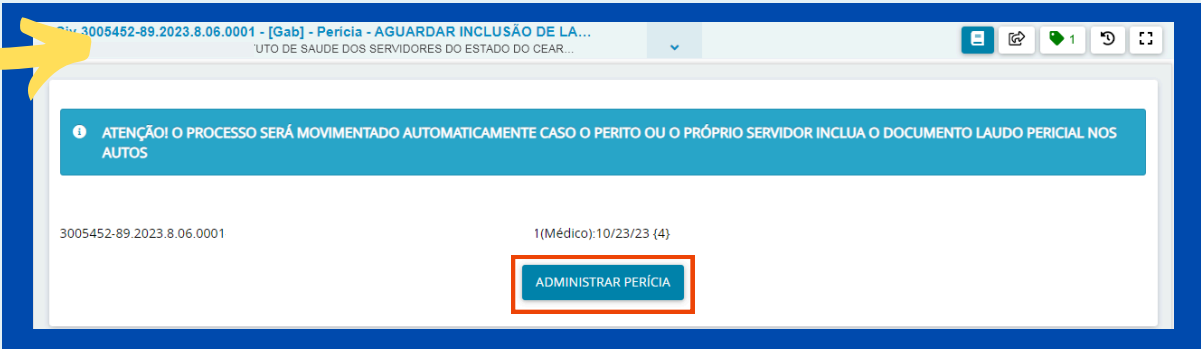 Civ 3005452-89.2023.8.06.0001 - [Gab] - Perícia - AGUARDAR INCLUSÃO DE LA...
TUTO DE SAUDE DOS SERVIDORES DO ESTADO DO CEAR...
1
ATENÇÃO! O PROCESSO SERÁ MOVIMENTADO AUTOMATICAMENTE CASO O PERITO OU O PRÓPRIO SERVIDOR INCLUA O DOCUMENTO LAUDO PERICIAL NOS
AUTOS
3005452-89.2023.8.06.0001
1(Médico):10/23/23 {4}
ADMINISTRAR PERÍCIA